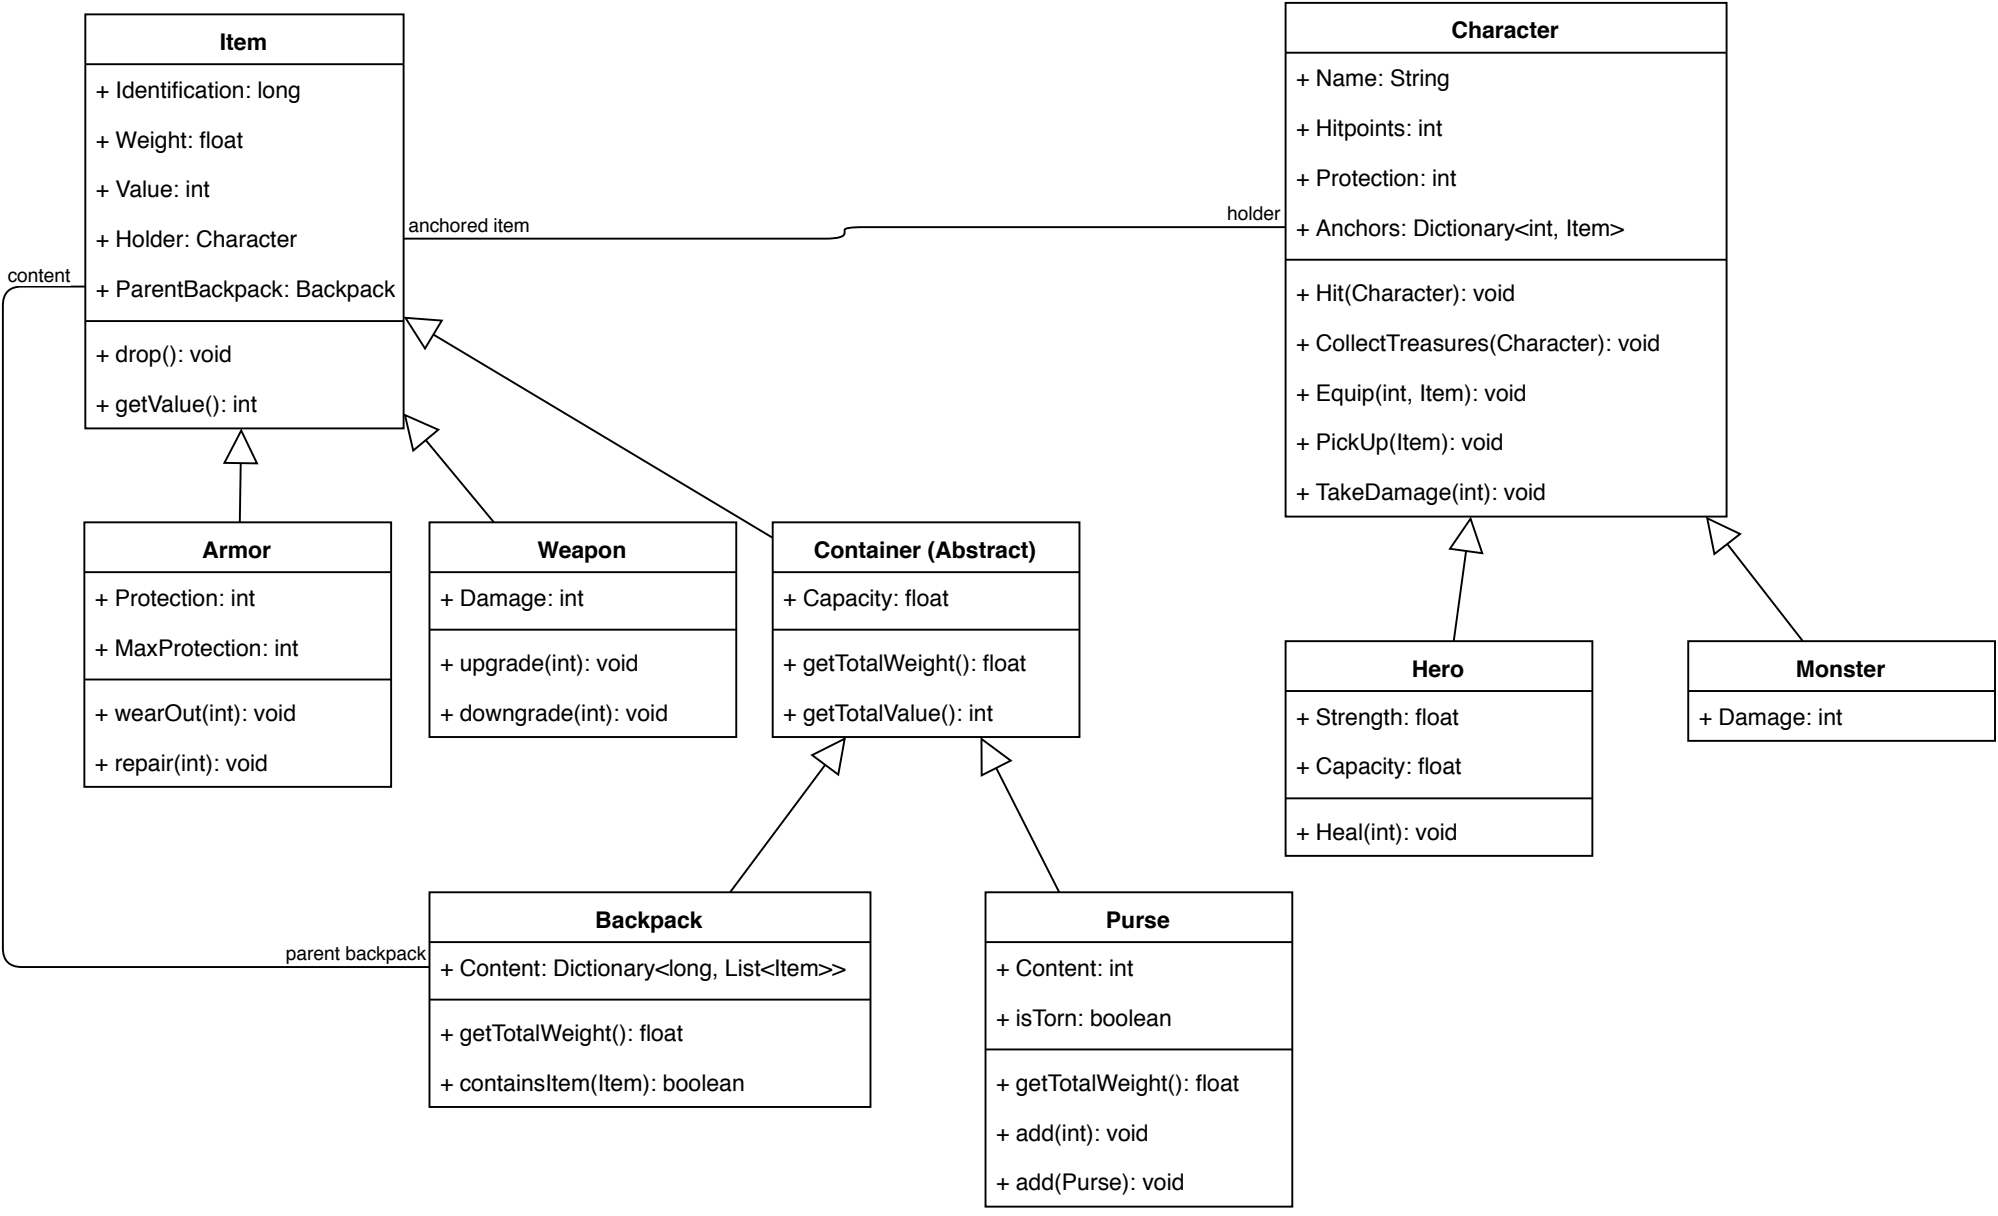 Item
+ Identification: long
+ Weight: float
+ Value: int
+ Holder: Character
+ ParentBackpack: Backpack
+ drop(): void
+ getValue(): int
Character
+ Name: String
+ Hitpoints: int
+ Protection: int
+ Anchors: Dictionary<int, Item>
+ Hit(Character): void
+ CollectTreasures(Character): void
+ Equip(int, Item): void
+ PickUp(Item): void
+ TakeDamage(int): void
anchored item
holder
content
Armor
+ Protection: int
+ MaxProtection: int
+ wearOut(int): void
+ repair(int): void
Weapon
+ Damage: int
+ upgrade(int): void
+ downgrade(int): void
Container (Abstract)
+ Capacity: float
+ getTotalWeight(): float
+ getTotalValue(): int
Hero
+ Strength: float
+ Capacity: float
+ Heal(int): void
Monster
+ Damage: int
parent backpack
Backpack
+ Content: Dictionary<long, List<Item>>
+ getTotalWeight(): float
+ containsItem(Item): boolean
Purse
+ Content: int
+ isTorn: boolean
+ getTotalWeight(): float
+ add(int): void
+ add(Purse): void